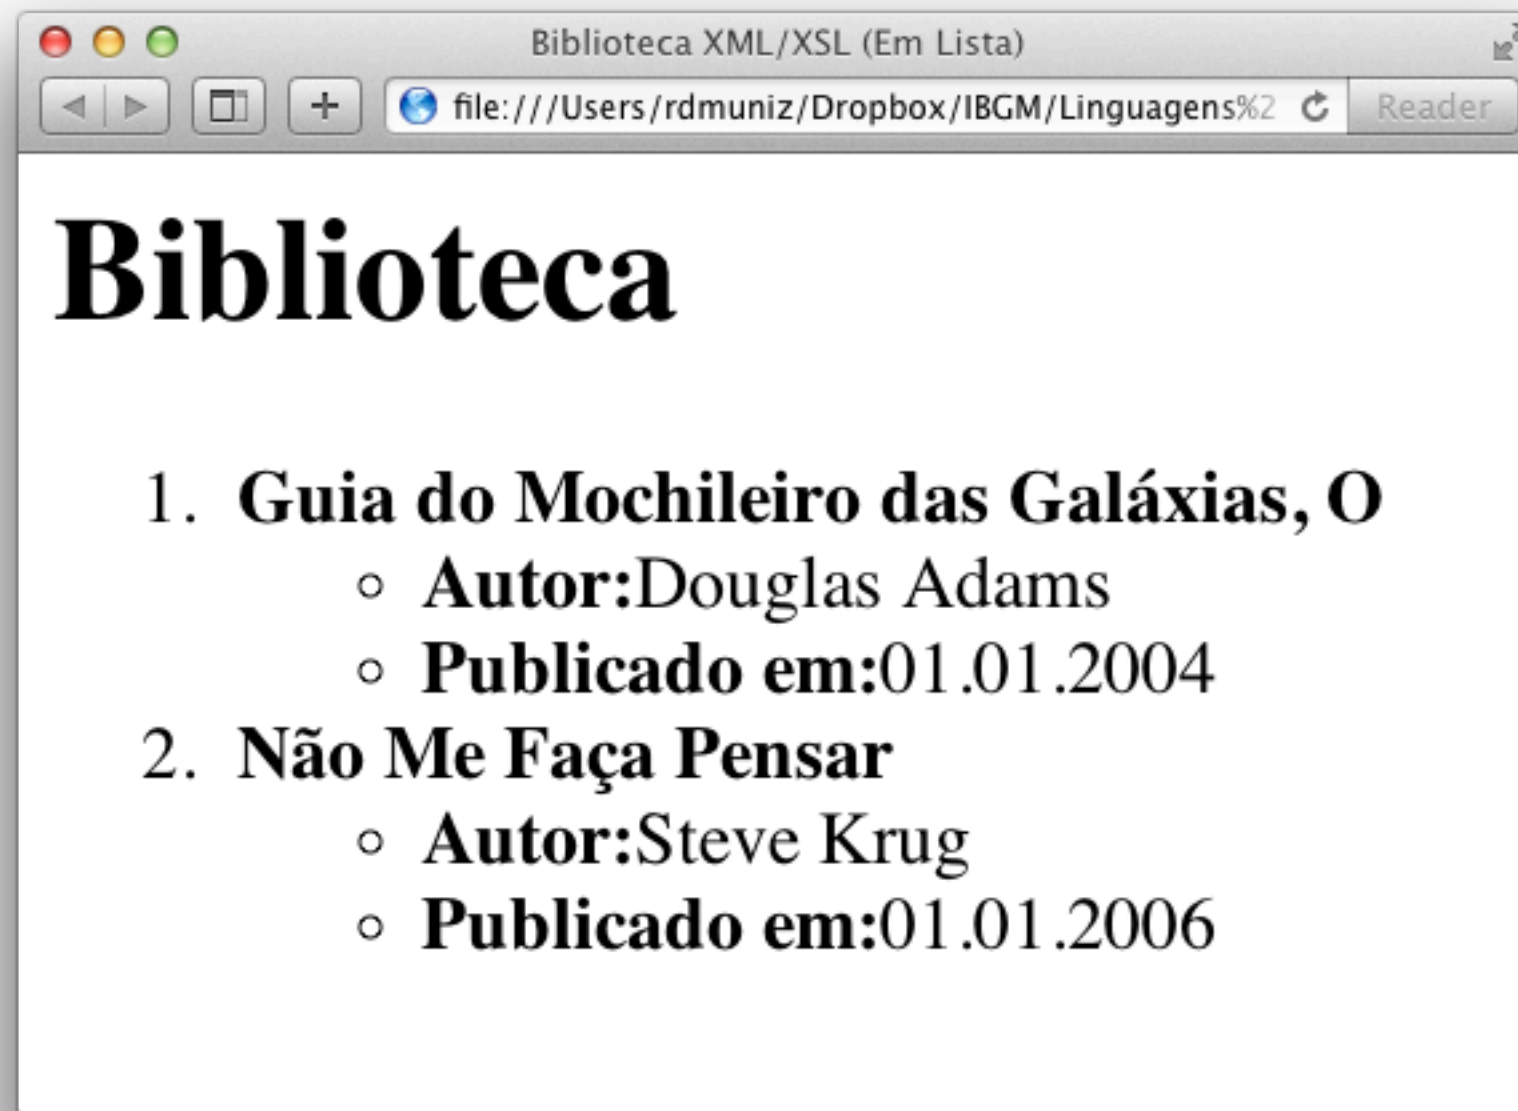 Biblioteca XML/XSL (Em Lista)
file:///Users/rdmuniz/Dropbox/IBGM/Linguagens%2
Reader
Biblioteca
1. Guia do Mochileiro das Galáxias, O
Autor:Douglas Adams
Publicado em:01.01.2004
2. Não Me Faça Pensar
Autor:Steve Krug
Publicado em:01.01.2006